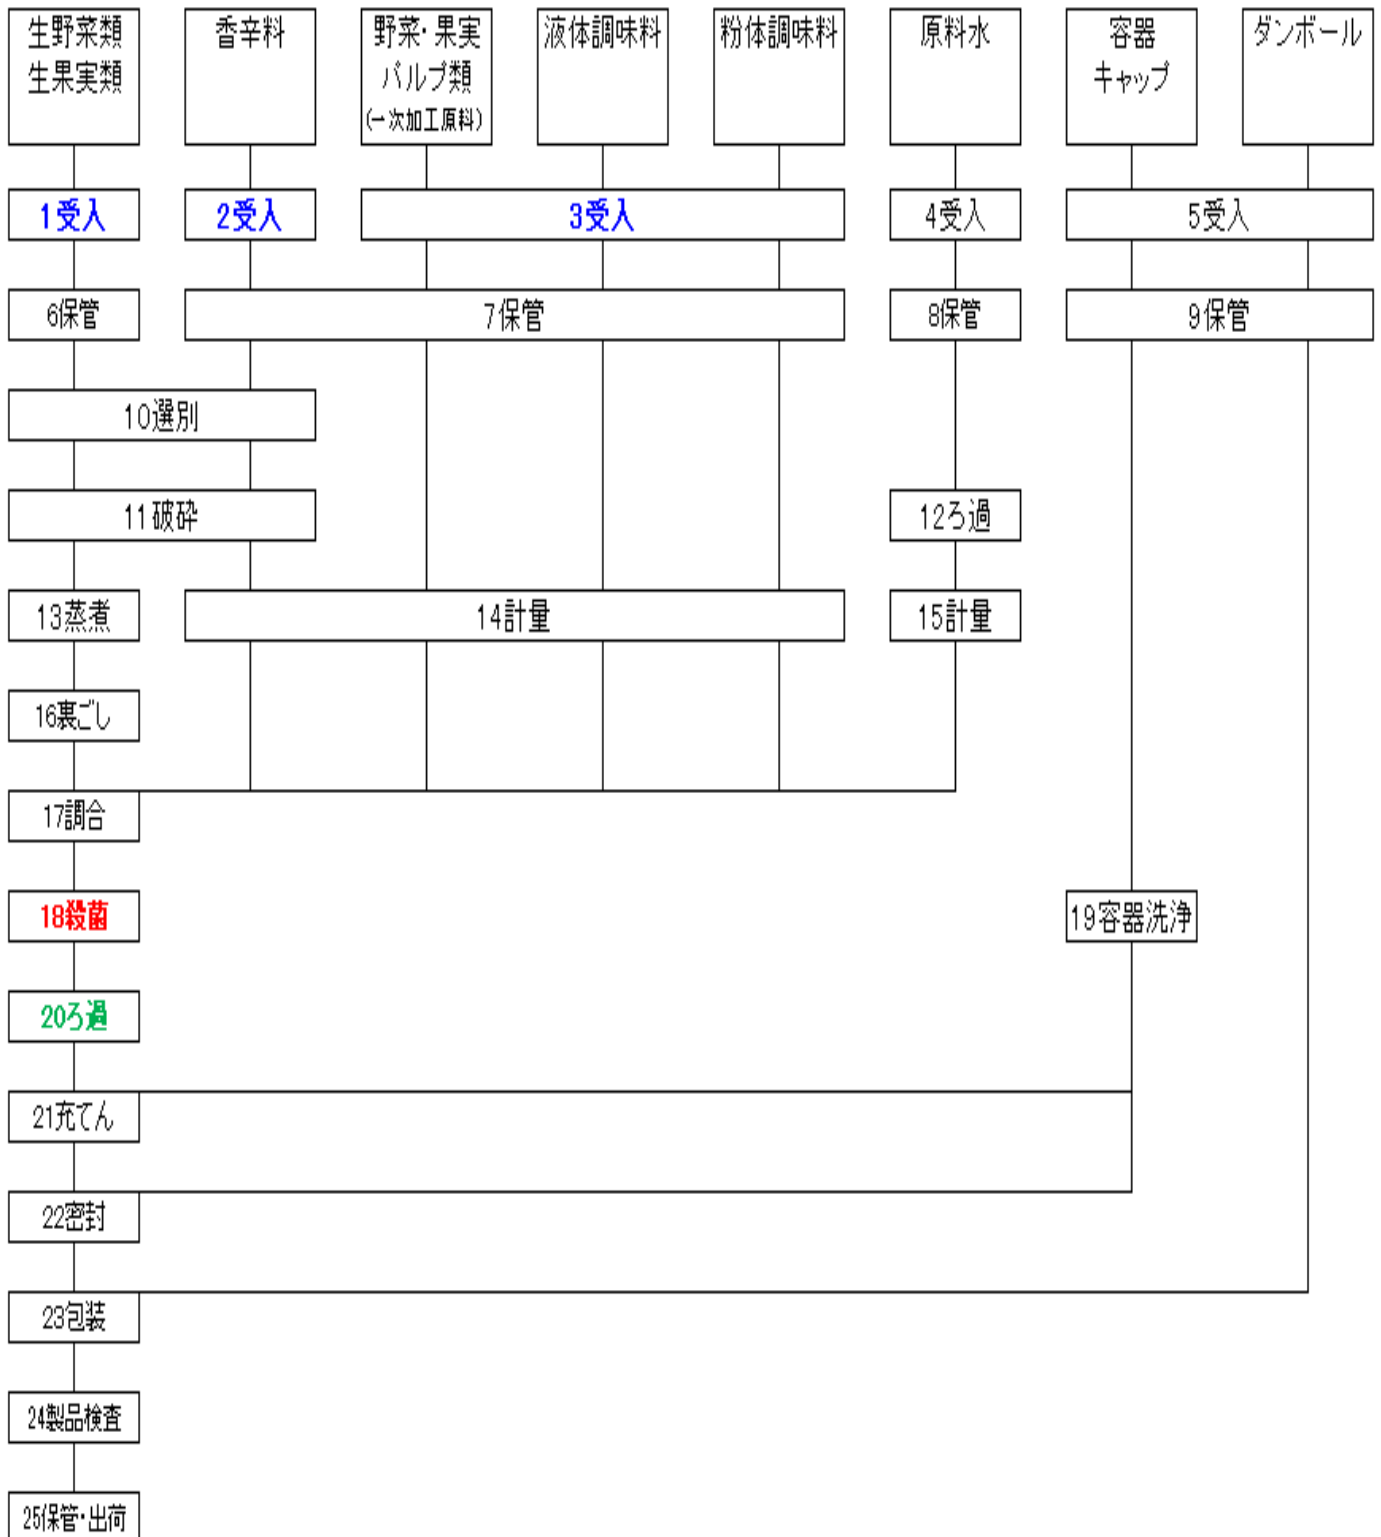 生野菜類
生果実類
香辛料
野菜・果実
パルプ類
(一次加工原料)
液体調味料
粉体調味料
原料水
容器
キャップ
ダンボール
1受入
2受入
3受入
4受入
5受入
6保管
7保管
8保管
9保管
10選別
11破砕
12ろ過
13蒸煮
14計量
15計量
16裏ごし
17調合
18殺菌
19容器洗浄
20ろ過
21充てん
22密封
23包装
24製品検査
25保管・出荷